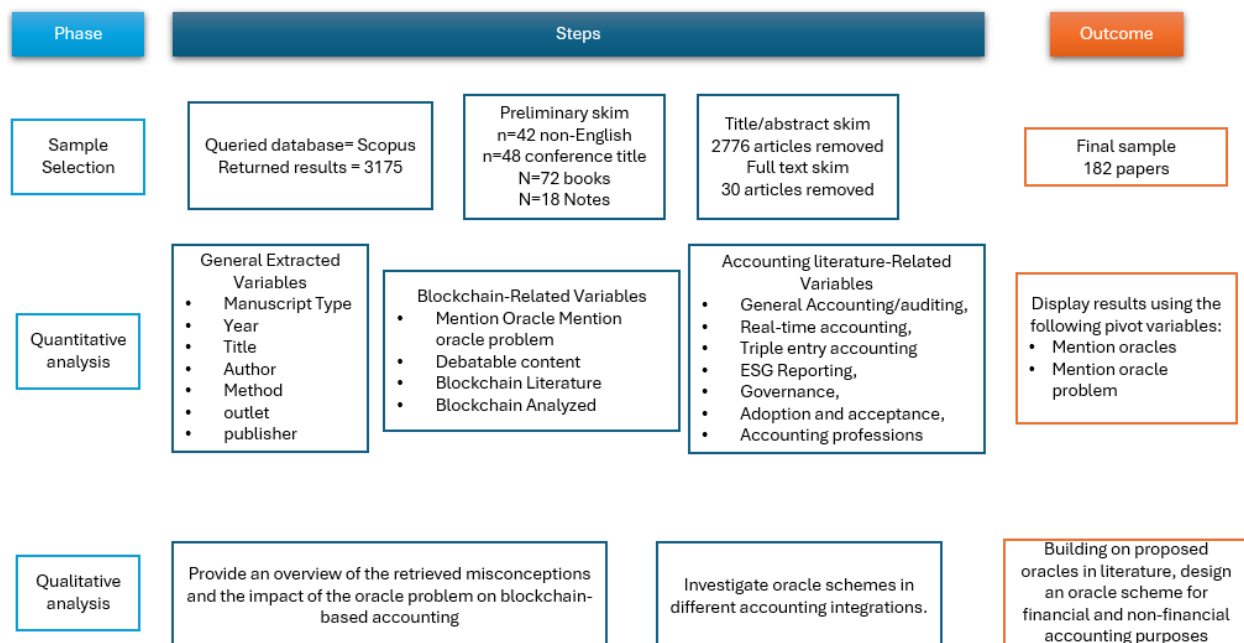 Phase
Steps
Outcome
Sample
Selection
Queried database= Scopus
Returned results = 3175
Preliminary skim
n=42 non-English
n=48 conference title
N=72 books
N=18 Notes
Title/abstract skim
2776 articles removed
Full text skim
30 articles removed
Final sample
182 papers
Quantitative
analysis
General Extracted
Variables
• Manuscript Type
• Year
• Title
• Author
• Method
• outlet
• publisher
Blockchain-Related Variables
• Mention Oracle Mention
oracle problem
• Debatable content
• Blockchain Literature
• Blockchain Analyzed
Accounting literature-Related
Variables
• General Accounting/auditing,
• Real-time accounting,
• Triple entry accounting
• ESG Reporting,
• Governance,
• Adoption and acceptance,
• Accounting professions
Display results using the
following pivot variables:
• Mention oracles
• Mention oracle
problem
Qualitative
analysis
Provide an overview of the retrieved misconceptions
and the impact of the oracle problem on blockchain-
based accounting
Investigate oracle schemes in
different accounting integrations.
Building on proposed
oracles in literature, design
an oracle scheme for
financial and non-financial
accounting purposes